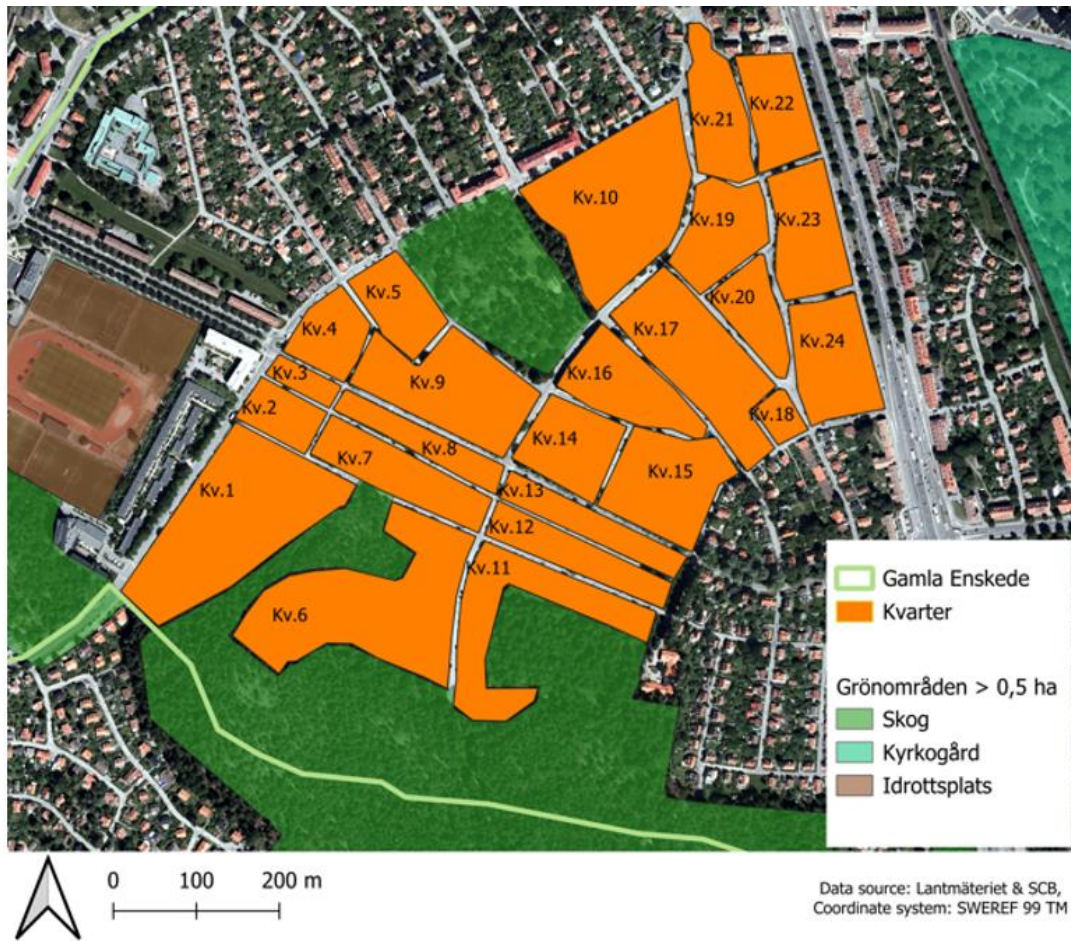 Kv.21
Kv.22
Kv.10
Kv.19
Kv.23
Kv.5
Kv.20
Kv.4
Kv.17
Kv.24
Kv.9
Kv.3
Kv.16
Kv.2
Kv.18
Kv.14
Kv.8
Kv.7
Kv.15
Kv.1
Kv.13
Kv.12
Kv.11
Kv.6
Gamla Enskede
Kvarter
Grönområden > 0,5 ha
Skog
Kyrkogård
Idrottsplats
0 100 200 m
Data source: Lantmäteriet & SCB,
Coordinate system: SWEREF 99 TM